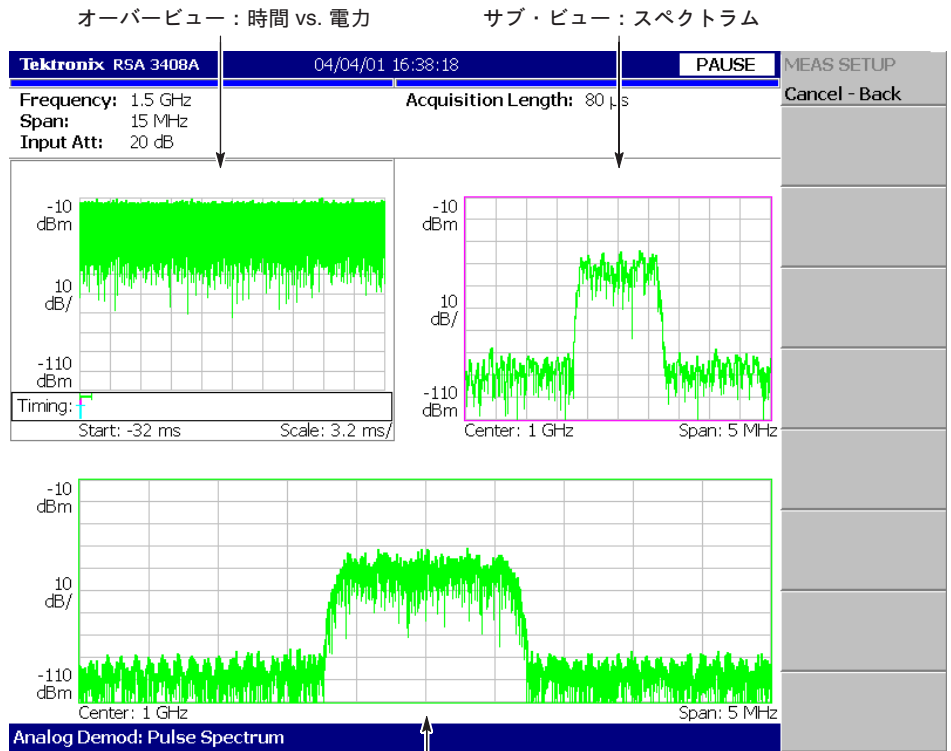 オーバービュー：時間 vs. 電力
サブ・ビュー：スペクトラム
Tektronix RSA 3408A 04/04/01 16:38:18 PAUSE
MEAS SETUP
Cancel - Back
Frequency: 1.5 GHz
Span: 15 MHz
Input Att: 20 dB
Acquisition Length: 80 µs
-10
dBm
10
dB/
-110
dBm
Timing:
Start: -32 ms Scale: 3.2 ms/
-10
dBm
10
dB/
-110
dBm
Center: 1 GHz Span: 5 MHz
-10
dBm
10
dB/
-110
dBm
Center: 1 GHz Span: 5 MHz
Analog Demod: Pulse Spectrum